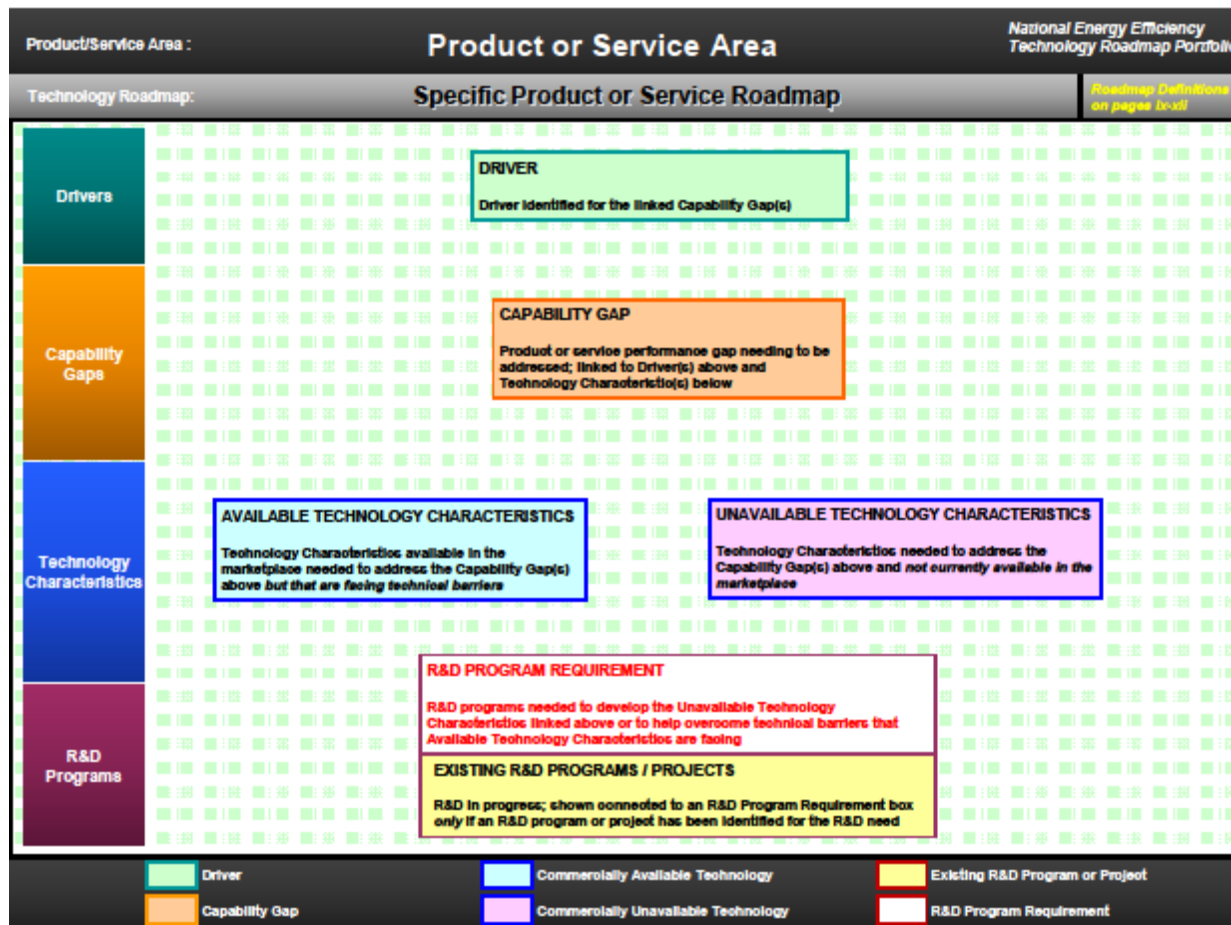 Product/Service Area :
Product or Service Area
National Energy Efficiency
Technology Roadmap Portfolio
Technology Roadmap:
Specific Product or Service Roadmap
Roadmap Definitions
on pages ix-xii
Drivers
DRIVER
Driver identified for the linked Capability Gap(s)
Capability
Gaps
CAPABILITY GAP
Product or service performance gap needing to be
addressed; linked to Driver(s) above and
Technology Characteristic(s) below
Technology
Characteristics
AVAILABLE TECHNOLOGY CHARACTERISTICS
Technology Characteristics available in the
marketplace needed to address the Capability Gap(s)
above but that are facing technical barriers
UNAVAILABLE TECHNOLOGY CHARACTERISTICS
Technology Characteristics needed to address the
Capability Gap(s) above and not currently available in the
marketplace
R&D
Programs
R&D PROGRAM REQUIREMENT
R&D programs needed to develop the Unavailable Technology
Characteristics linked above or to help overcome technical barriers that
Available Technology Characteristics are facing
EXISTING R&D PROGRAMS / PROJECTS
R&D in progress; shown connected to an R&D Program Requirement box
only if an R&D program or project has been identified for the R&D need
Driver
Commercially Available Technology
Existing R&D Program or Project
Capability Gap
Commercially Unavailable Technology
R&D Program Requirement